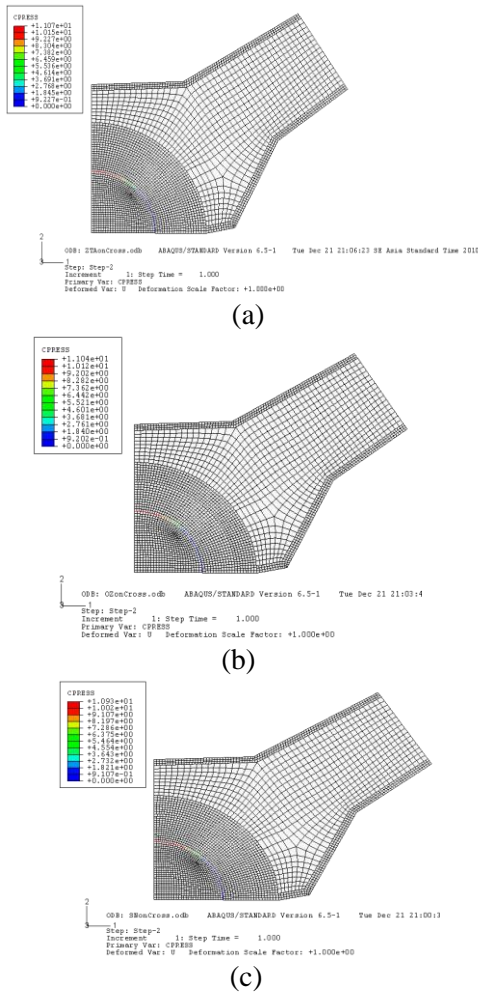 CPRESS
+1.107e+01
+1.015e+01
+9.227e+00
+8.304e+00
+7.382e+00
+6.459e+00
+5.536e+00
+4.614e+00
+3.691e+00
+2.768e+00
+1.845e+00
+9.227e-01
+0.000e+00
2
3 1
ODB: ZTAonCross.odb ABAQUS/STANDARD Version 6.5-1 Tue Dec 21 21:06:23 SE Asia Standard Time 2010
Step: Step-2
Increment 1: Step Time = 1.000
Primary Var: CPRESS
Deformed Var: U Deformation Scale Factor: +1.000e+00
(a)
CPRESS
+1.104e+01
+1.012e+01
+9.202e+00
+8.282e+00
+7.362e+00
+6.442e+00
+5.521e+00
+4.601e+00
+3.681e+00
+2.761e+00
+1.840e+00
+9.202e-01
+0.000e+00
2
3 1
ODB: OZonCross.odb ABAQUS/STANDARD Version 6.5-1 Tue Dec 21 21:03:4
Step: Step-2
Increment 1: Step Time = 1.000
Primary Var: CPRESS
Deformed Var: U Deformation Scale Factor: +1.000e+00
(b)
CPRESS
+1.093e+01
+1.002e+01
+9.107e+00
+8.197e+00
+7.286e+00
+6.375e+00
+5.464e+00
+4.554e+00
+3.643e+00
+2.732e+00
+1.821e+00
+9.107e-01
+0.000e+00
2
3 1
ODB: SNonCross.odb ABAQUS/STANDARD Version 6.5-1 Tue Dec 21 21:00:3
Step: Step-2
Increment 1: Step Time = 1.000
Primary Var: CPRESS
Deformed Var: U Deformation Scale Factor: +1.000e+00
(c)